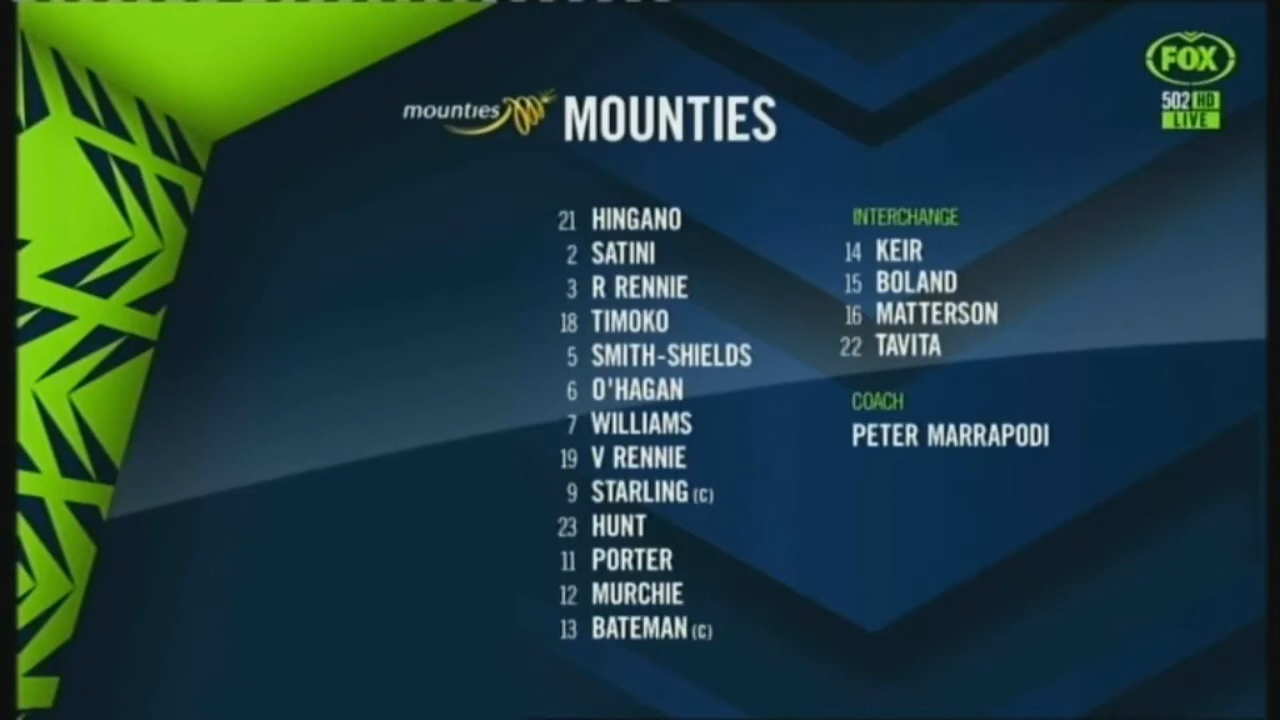 mounties MOUNTIES
FOX
502 HD
LIVE
21 HINGANO
2 SATINI
3 R RENNIE
18 TIMOKO
5 SMITH-SHIELDS
6 O'HAGAN
7 WILLIAMS
19 V RENNIE
9 STARLING (C)
23 HUNT
11 PORTER
12 MURCHIE
13 BATEMAN (C)
INTERCHANGE
14 KEIR
15 BOLAND
16 MATTERSON
22 TAVITA
COACH
PETER MARRAPODI